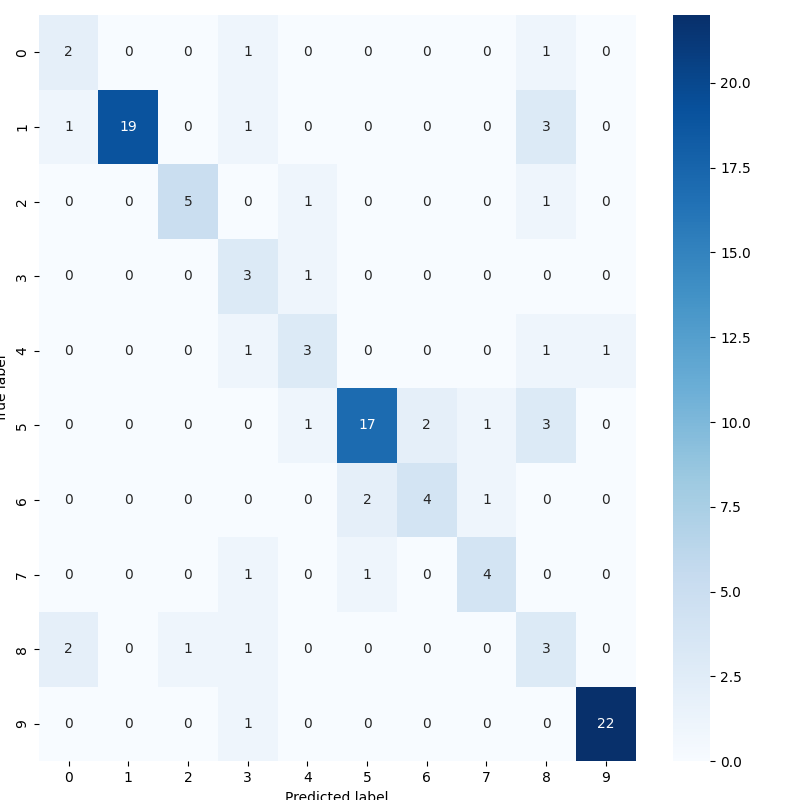 0 2 0 0 1 0 0 0 0 1 0
1 1 19 0 1 0 0 0 0 3 0
2 0 0 5 0 1 0 0 0 1 0
3 0 0 0 3 1 0 0 0 0 0
4 0 0 0 1 3 0 0 0 1 1
5 0 0 0 0 1 17 2 1 3 0
6 0 0 0 0 0 2 4 1 0 0
7 0 0 0 1 0 1 0 4 0 0
8 2 0 1 1 0 0 0 0 3 0
9 0 0 0 1 0 0 0 0 0 22
0 1 2 3 4 5 6 7 8 9
Predicted label
True label
20.0
17.5
15.0
12.5
10.0
7.5
5.0
2.5
0.0